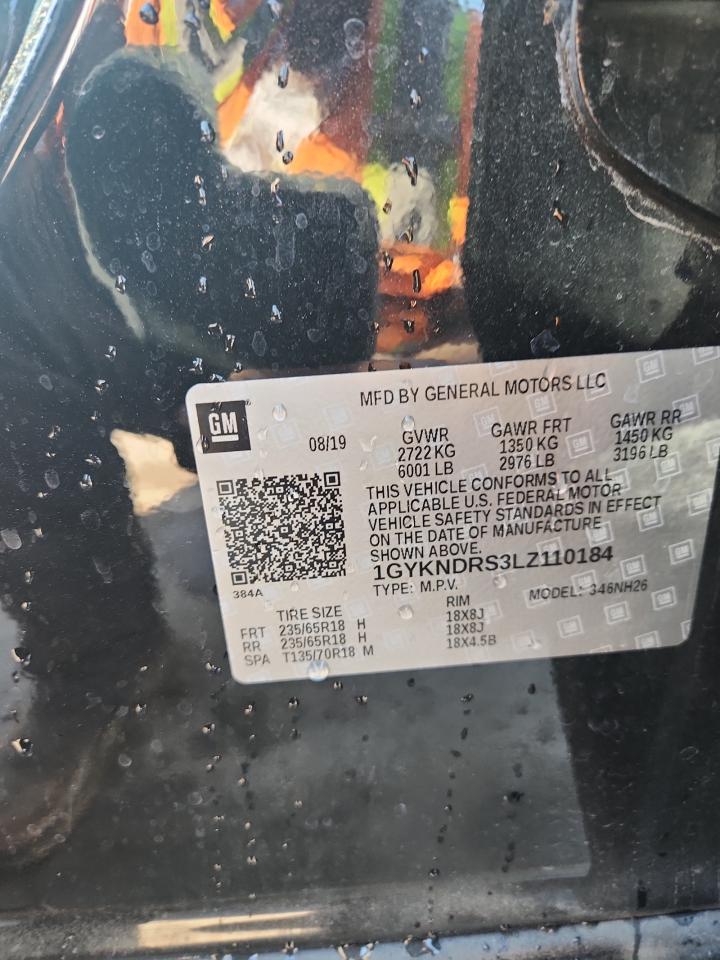 MFD BY GENERAL MOTORS LLC
GM
08/19
GVWR GAWR FRT GAWR RR
2722 KG 1350 KG 1450 KG
6001 LB 2976 LB 3196 LB
THIS VEHICLE CONFORMS TO ALL
APPLICABLE U.S. FEDERAL MOTOR
VEHICLE SAFETY STANDARDS IN EFFECT
ON THE DATE OF MANUFACTURE
SHOWN ABOVE.
1GYKNDRS3LZ110184
384A
TYPE: M.P.V. MODEL: 346NH26
TIRE SIZE RIM
FRT 235/65R18 H 18X8J
RR 235/65R18 H 18X8J
SPA T135/70R18 M 18X4.5B